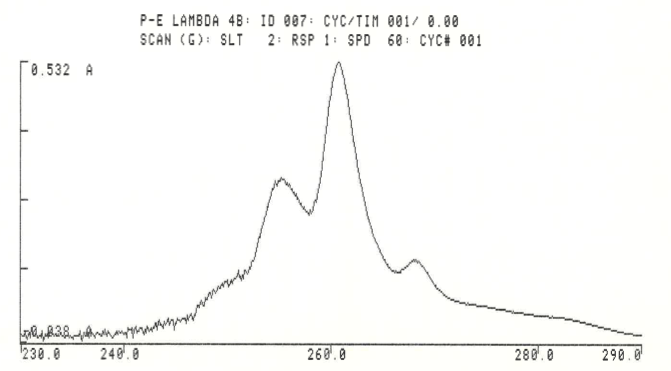 P-E LAMBDA 4B: ID 007: CYC/TIM 001/ 0.00
SCAN (G): SLT 2: RSP 1: SPD 60: CYC# 001
0.532 A
0.038 A
230.0 240.0 260.0 280.0 290.0